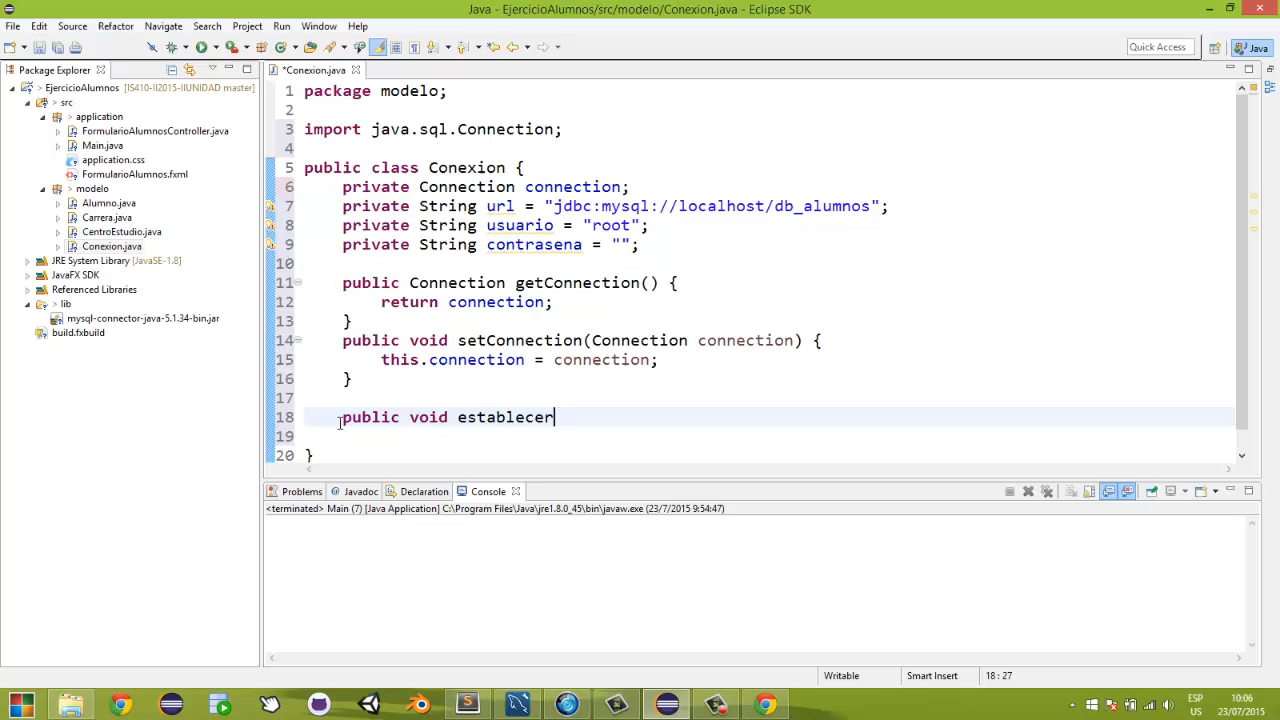 Java - EjercicioAlumnos/src/modelo/Conexion.java - Eclipse SDK
File Edit Source Refactor Navigate Search Project Run Window Help
Quick Access Java
Package Explorer
EjercicioAlumnos [IS410-II2015-IIUNIDAD master]
src
application
FormularioAlumnosController.java
Main.java
application.css
FormularioAlumnos.fxml
modelo
Alumno.java
Carrera.java
CentroEstudio.java
Conexion.java
JRE System Library [JavaSE-1.8]
JavaFX SDK
Referenced Libraries
lib
mysql-connector-java-5.1.34-bin.jar
build.fxbuild
*Conexion.java
1 package modelo;
2
3 import java.sql.Connection;
4
5 public class Conexion {
6 private Connection connection;
7 private String url = "jdbc:mysql://localhost/db_alumnos";
8 private String usuario = "root";
9 private String contrasena = "";
10
11 public Connection getConnection() {
12 return connection;
13 }
14 public void setConnection(Connection connection) {
15 this.connection = connection;
16 }
17
18 public void establecer
19
20 }
Problems Javadoc Declaration Console
<terminated> Main (7) [Java Application] C:\Program Files\Java\jre1.8.0_45\bin\javaw.exe (23/7/2015 9:54:47)
Writable Smart Insert 18 : 27
ESP 10:06
US 23/07/2015